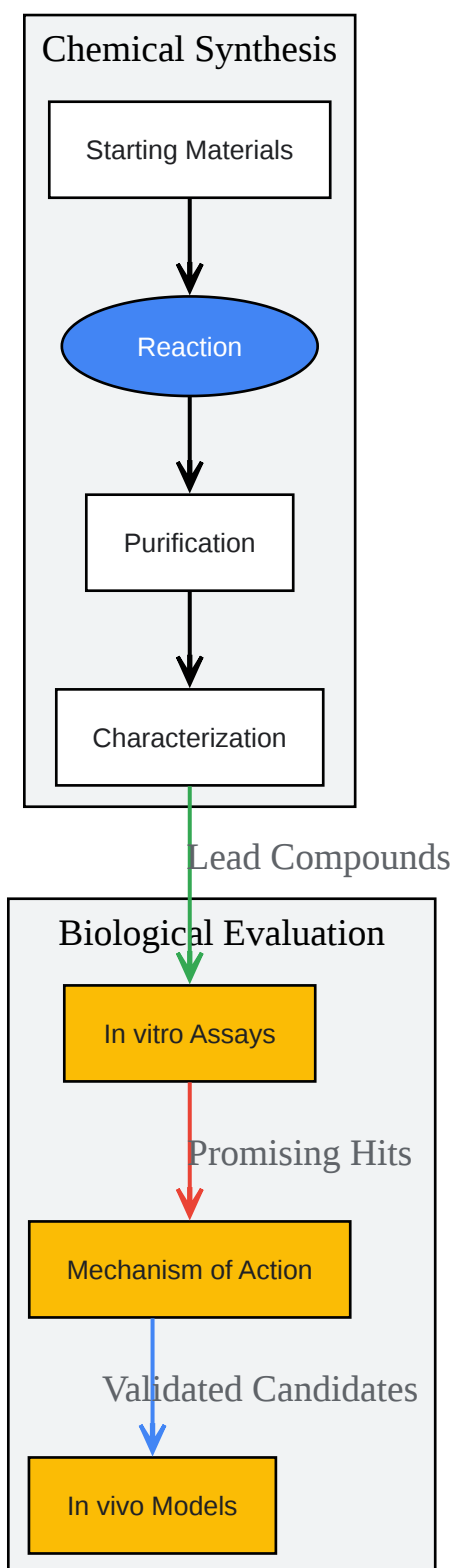 Chemical Synthesis
Starting Materials
Reaction
Purification
Characterization
Lead Compounds
Biological Evaluation
In vitro Assays
Promising Hits
Mechanism of Action
Validated Candidates
In vivo Models